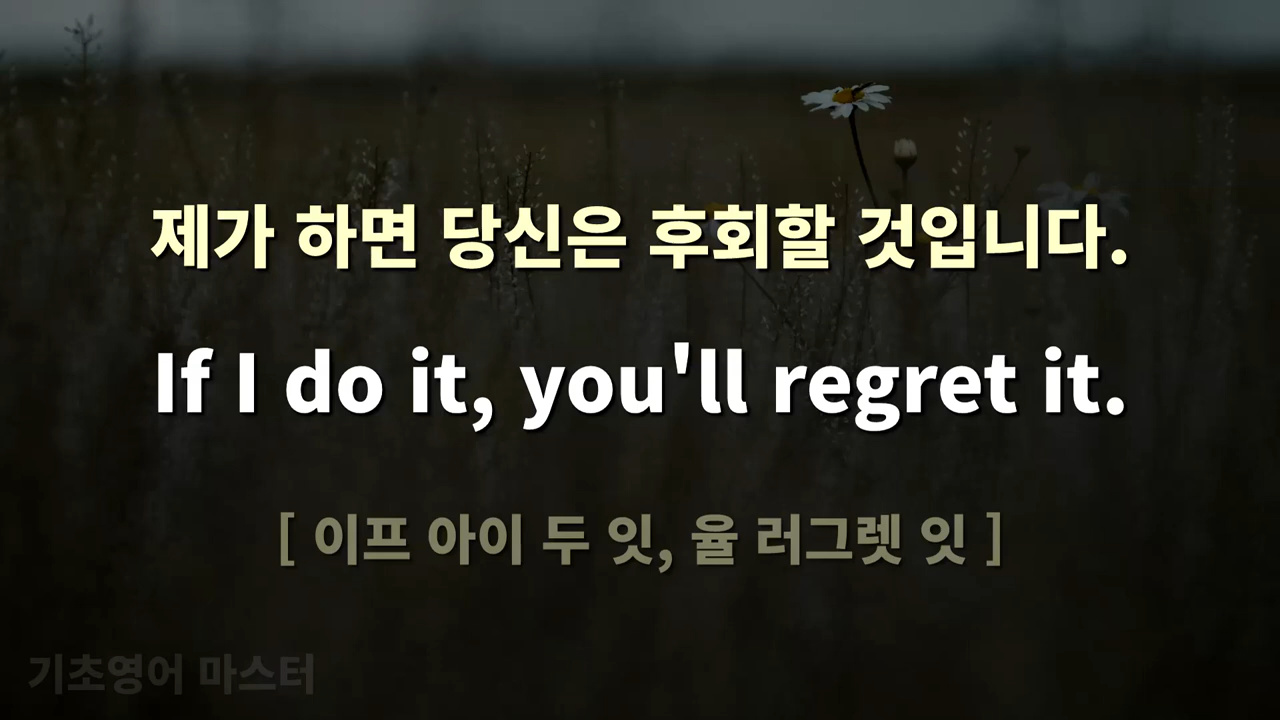 제가 하면 당신은 후회할 것입니다.
If I do it, you'll regret it.
[ 이프 아이 두 잇, 율 러그렛 잇 ]
기초영어 마스터